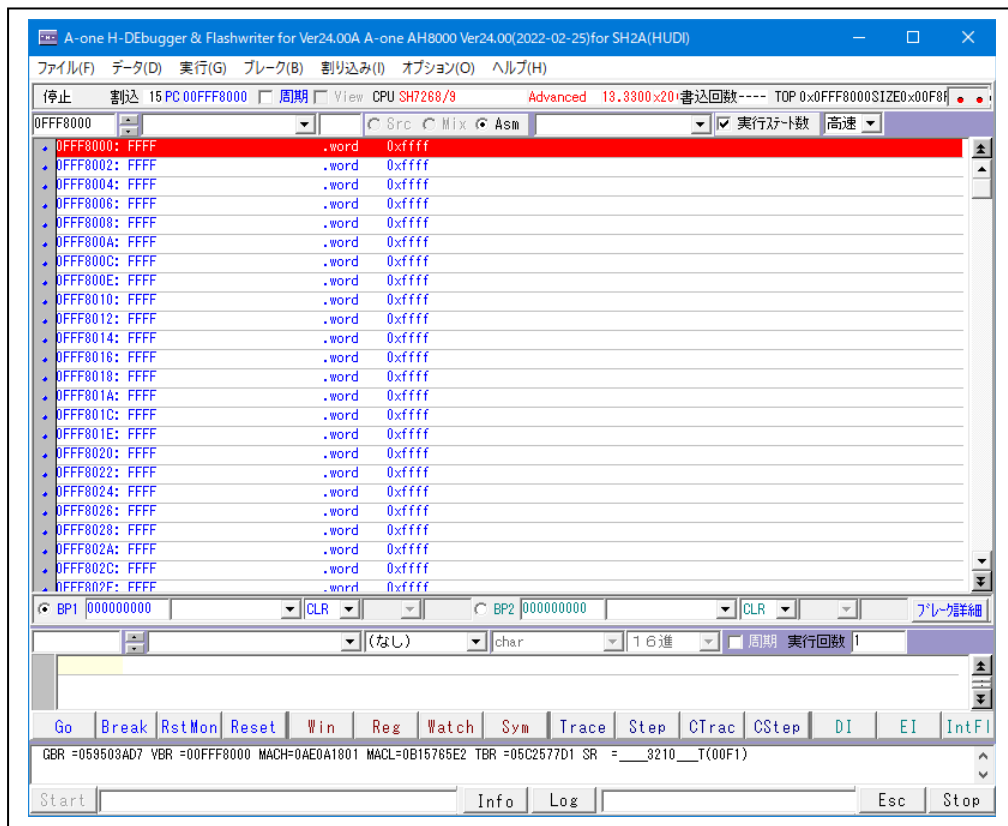 A-one H-DEbugger & Flashwriter for Ver24.00A A-one AH8000 Ver24.00(2022-02-25)for SH2A(HUDI)
ファイル(F) データ(D) 実行(G) ブレーク(B) 割り込み(I) オプション(O) ヘルプ(H)
停止 割込 15 PC 00FFF8000 周期 View CPU SH7268/9 Advanced 13.3300×20 書込回数---- TOP 0x0FFF8000SIZE0x00F8
0FFF8000 Src Mix Asm 実行ステート数 高速
0FFF8000: FFFF .word 0xffff
0FFF8002: FFFF .word 0xffff
0FFF8004: FFFF .word 0xffff
0FFF8006: FFFF .word 0xffff
0FFF8008: FFFF .word 0xffff
0FFF800A: FFFF .word 0xffff
0FFF800C: FFFF .word 0xffff
0FFF800E: FFFF .word 0xffff
0FFF8010: FFFF .word 0xffff
0FFF8012: FFFF .word 0xffff
0FFF8014: FFFF .word 0xffff
0FFF8016: FFFF .word 0xffff
0FFF8018: FFFF .word 0xffff
0FFF801A: FFFF .word 0xffff
0FFF801C: FFFF .word 0xffff
0FFF801E: FFFF .word 0xffff
0FFF8020: FFFF .word 0xffff
0FFF8022: FFFF .word 0xffff
0FFF8024: FFFF .word 0xffff
0FFF8026: FFFF .word 0xffff
0FFF8028: FFFF .word 0xffff
0FFF802A: FFFF .word 0xffff
0FFF802C: FFFF .word 0xffff
0FFF802E: FFFF .word 0xffff
BP1 000000000 CLR BP2 000000000 CLR ブレーク詳細
(なし) char 16進 周期 実行回数 1
Go Break RstMon Reset Win Reg Watch Sym Trace Step CTrac CStep DI EI IntFl
GBR =059503AD7 VBR =00FFF8000 MACH=0AE0A1801 MACL=0B15765E2 TBR =05C2577D1 SR =____3210___T(00F1)
Start Info Log Esc Stop